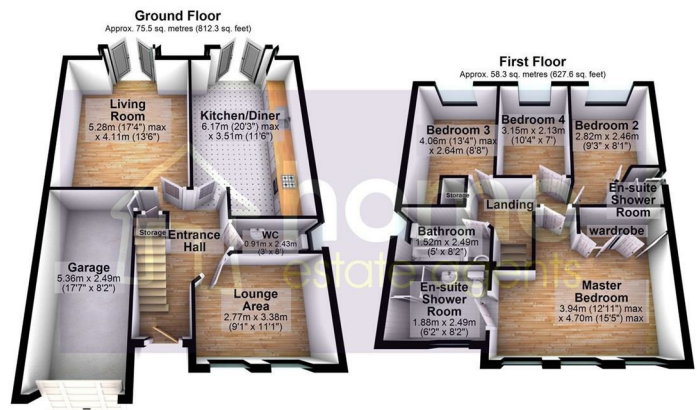 Ground Floor
Approx. 75.5 sq. metres (812.3 sq. feet)
Living
Room
5.28m (17'4") max
x 4.11m (13'6")
Kitchen/Diner
6.17m (20'3") max
x 3.51m (11'6")
Storage
Entrance
Hall
WC
0.91m x 2.43m
(3' x 8')
Garage
5.36m x 2.49m
(17'7" x 8'2")
Lounge
Area
2.77m x 3.38m
(9'1" x 11'1")
First Floor
Approx. 58.3 sq. metres (627.6 sq. feet)
Bedroom 3
4.06m (13'4") max
x 2.64m (8'8")
Bedroom 4
3.15m x 2.13m
(10'4" x 7')
Bedroom 2
2.82m x 2.46m
(9'3" x 8'1")
Storage
Landing
En-suite
Shower
Room
Bathroom
1.52m x 2.49m
(5' x 8'2")
wardrobe
En-suite
Shower
Room
1.88m x 2.49m
(6'2" x 8'2")
Master
Bedroom
3.94m (12'11") max
x 4.70m (15'5") max
home
estate agents